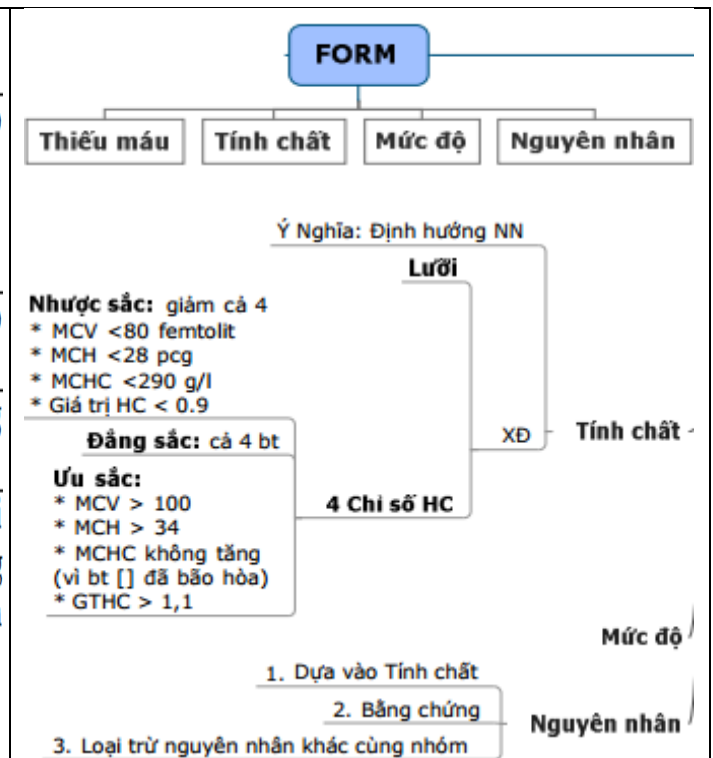 FORM
Thiếu máu
Tính chất
Mức độ
Nguyên nhân
Ý Nghĩa: Định hướng NN
Lưỡi
Nhược sắc: giảm cả 4
* MCV <80 femtolit
* MCH <28 pcg
* MCHC <290 g/l
* Giá trị HC < 0.9
Đẳng sắc: cả 4 bt
Ưu sắc:
* MCV > 100
* MCH > 34
* MCHC không tăng
(vì bt [] đã bão hòa)
* GTHC > 1,1
4 Chỉ số HC
XĐ
Tính chất
Mức độ
1. Dựa vào Tính chất
2. Bằng chứng
3. Loại trừ nguyên nhân khác cùng nhóm
Nguyên nhân